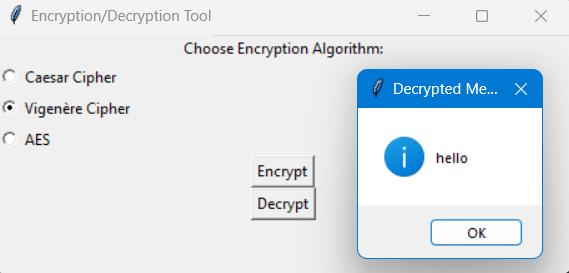 Encryption/Decryption Tool
Choose Encryption Algorithm:
Caesar Cipher
Vigenère Cipher
AES
Encrypt
Decrypt
Decrypted Me...
hello
OK